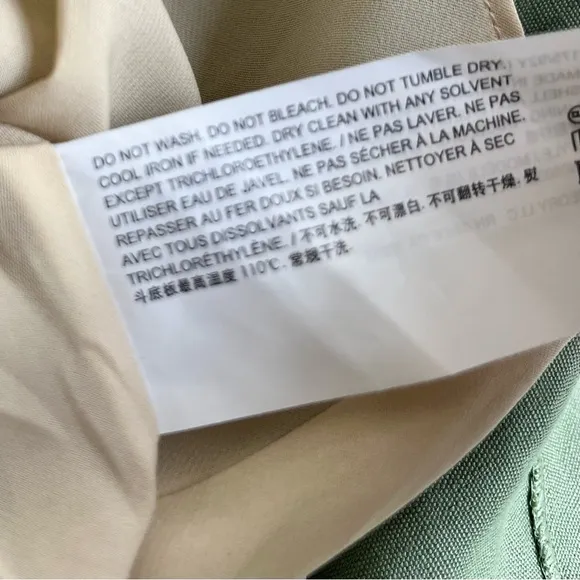 DO NOT WASH. DO NOT BLEACH. DO NOT TUMBLE DRY.
COOL IRON IF NEEDED. DRY CLEAN WITH ANY SOLVENT
EXCEPT TRICHLOROETHYLENE. / NE PAS LAVER. NE PAS
UTILISER EAU DE JAVEL. NE PAS SÉCHER À LA MACHINE.
REPASSER AU FER DOUX SI BESOIN. NETTOYER À SEC
AVEC TOUS DISSOLVANTS SAUF LA
TRICHLORÉTHYLÈNE. / 不可水洗. 不可漂白. 不可翻转干燥. 熨
斗底板最高温度 110℃. 常规干洗.